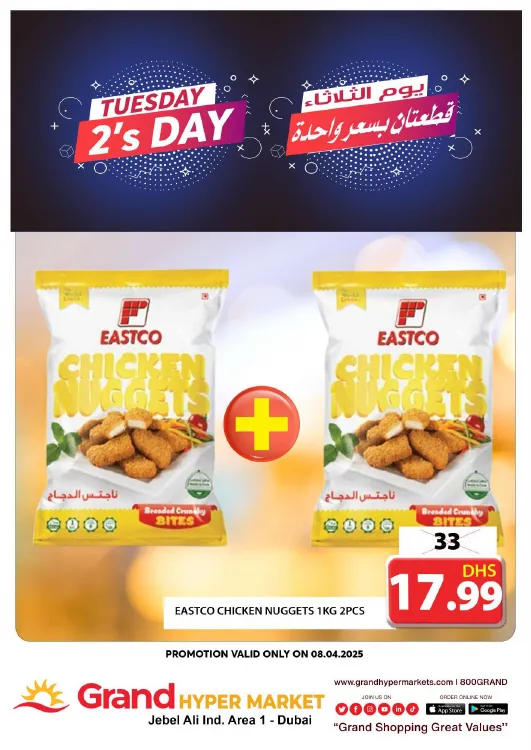 TUESDAY
2's DAY
يوم الثلاثاء
قطعتان بسعر واحدة
EASTCO
CHICKEN
NUGGETS
ناجتس الدجاج
Breaded Crunchy
BITES
EASTCO
CHICKEN
NUGGETS
ناجتس الدجاج
Breaded Crunchy
BITES
33
DHS
17.99
EASTCO CHICKEN NUGGETS 1KG 2PCS
PROMOTION VALID ONLY ON 08.04.2025
Grand HYPER MARKET
Jebel Ali Ind. Area 1 - Dubai
www.grandhypermarkets.com | 800GRAND
JOIN US ON
ORDER ONLINE NOW
App Store
Google Play
"Grand Shopping Great Values"